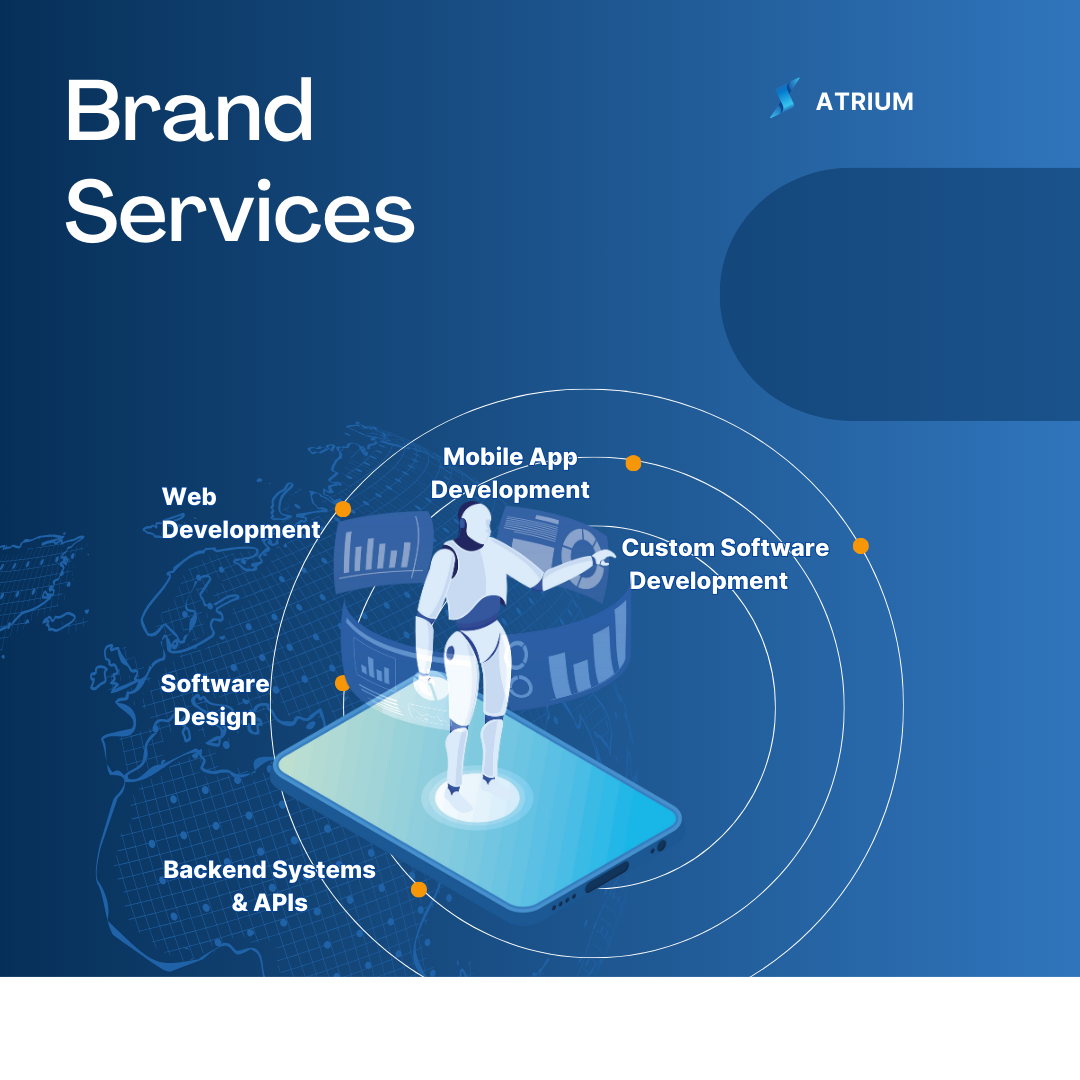 Brand
Services
ATRIUM
Mobile App
Development
Web
Development
Custom Software
Development
Software
Design
Backend Systems
& APIs